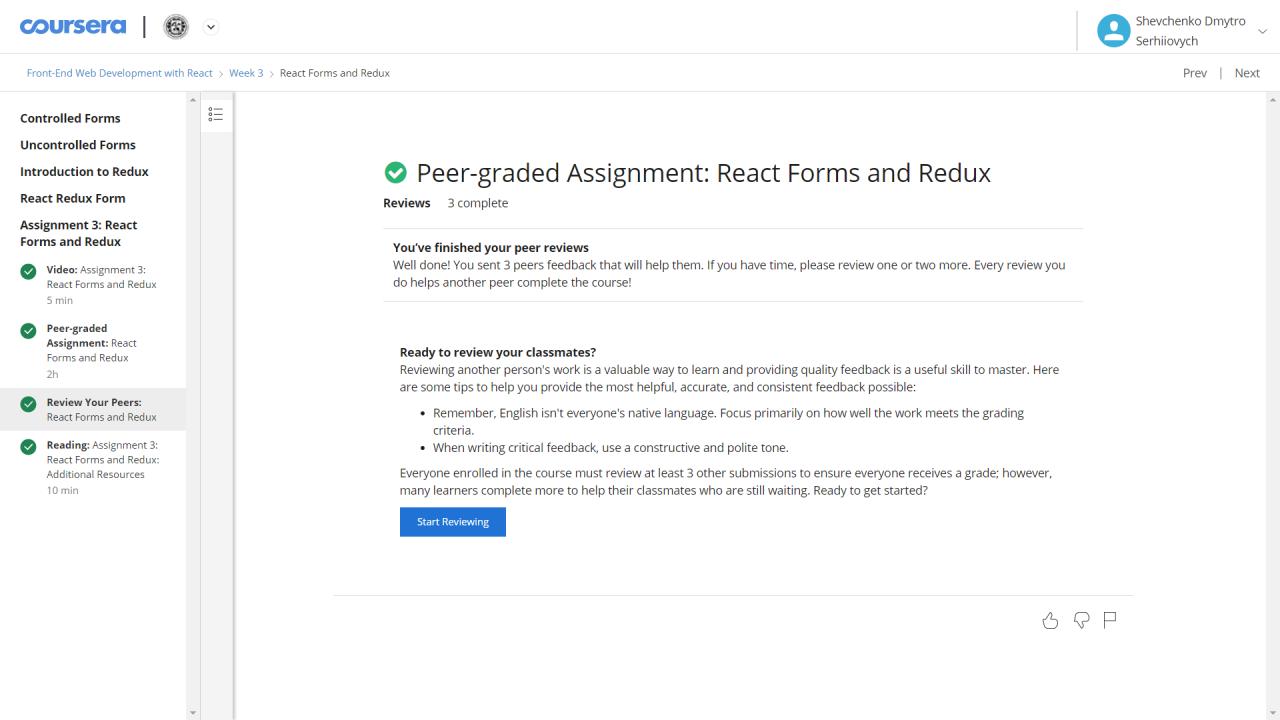 coursera
Shevchenko Dmytro
Serhiiovych
Front-End Web Development with React > Week 3 > React Forms and Redux
Prev | Next
Controlled Forms
Uncontrolled Forms
Introduction to Redux
React Redux Form
Assignment 3: React
Forms and Redux
Video: Assignment 3:
React Forms and Redux
5 min
Peer-graded
Assignment: React
Forms and Redux
2h
Review Your Peers:
React Forms and Redux
Reading: Assignment 3:
React Forms and Redux:
Additional Resources
10 min
Peer-graded Assignment: React Forms and Redux
Reviews 3 complete
You’ve finished your peer reviews
Well done! You sent 3 peers feedback that will help them. If you have time, please review one or two more. Every review you
do helps another peer complete the course!
Ready to review your classmates?
Reviewing another person's work is a valuable way to learn and providing quality feedback is a useful skill to master. Here
are some tips to help you provide the most helpful, accurate, and consistent feedback possible:
• Remember, English isn't everyone's native language. Focus primarily on how well the work meets the grading
criteria.
• When writing critical feedback, use a constructive and polite tone.
Everyone enrolled in the course must review at least 3 other submissions to ensure everyone receives a grade; however,
many learners complete more to help their classmates who are still waiting. Ready to get started?
Start Reviewing